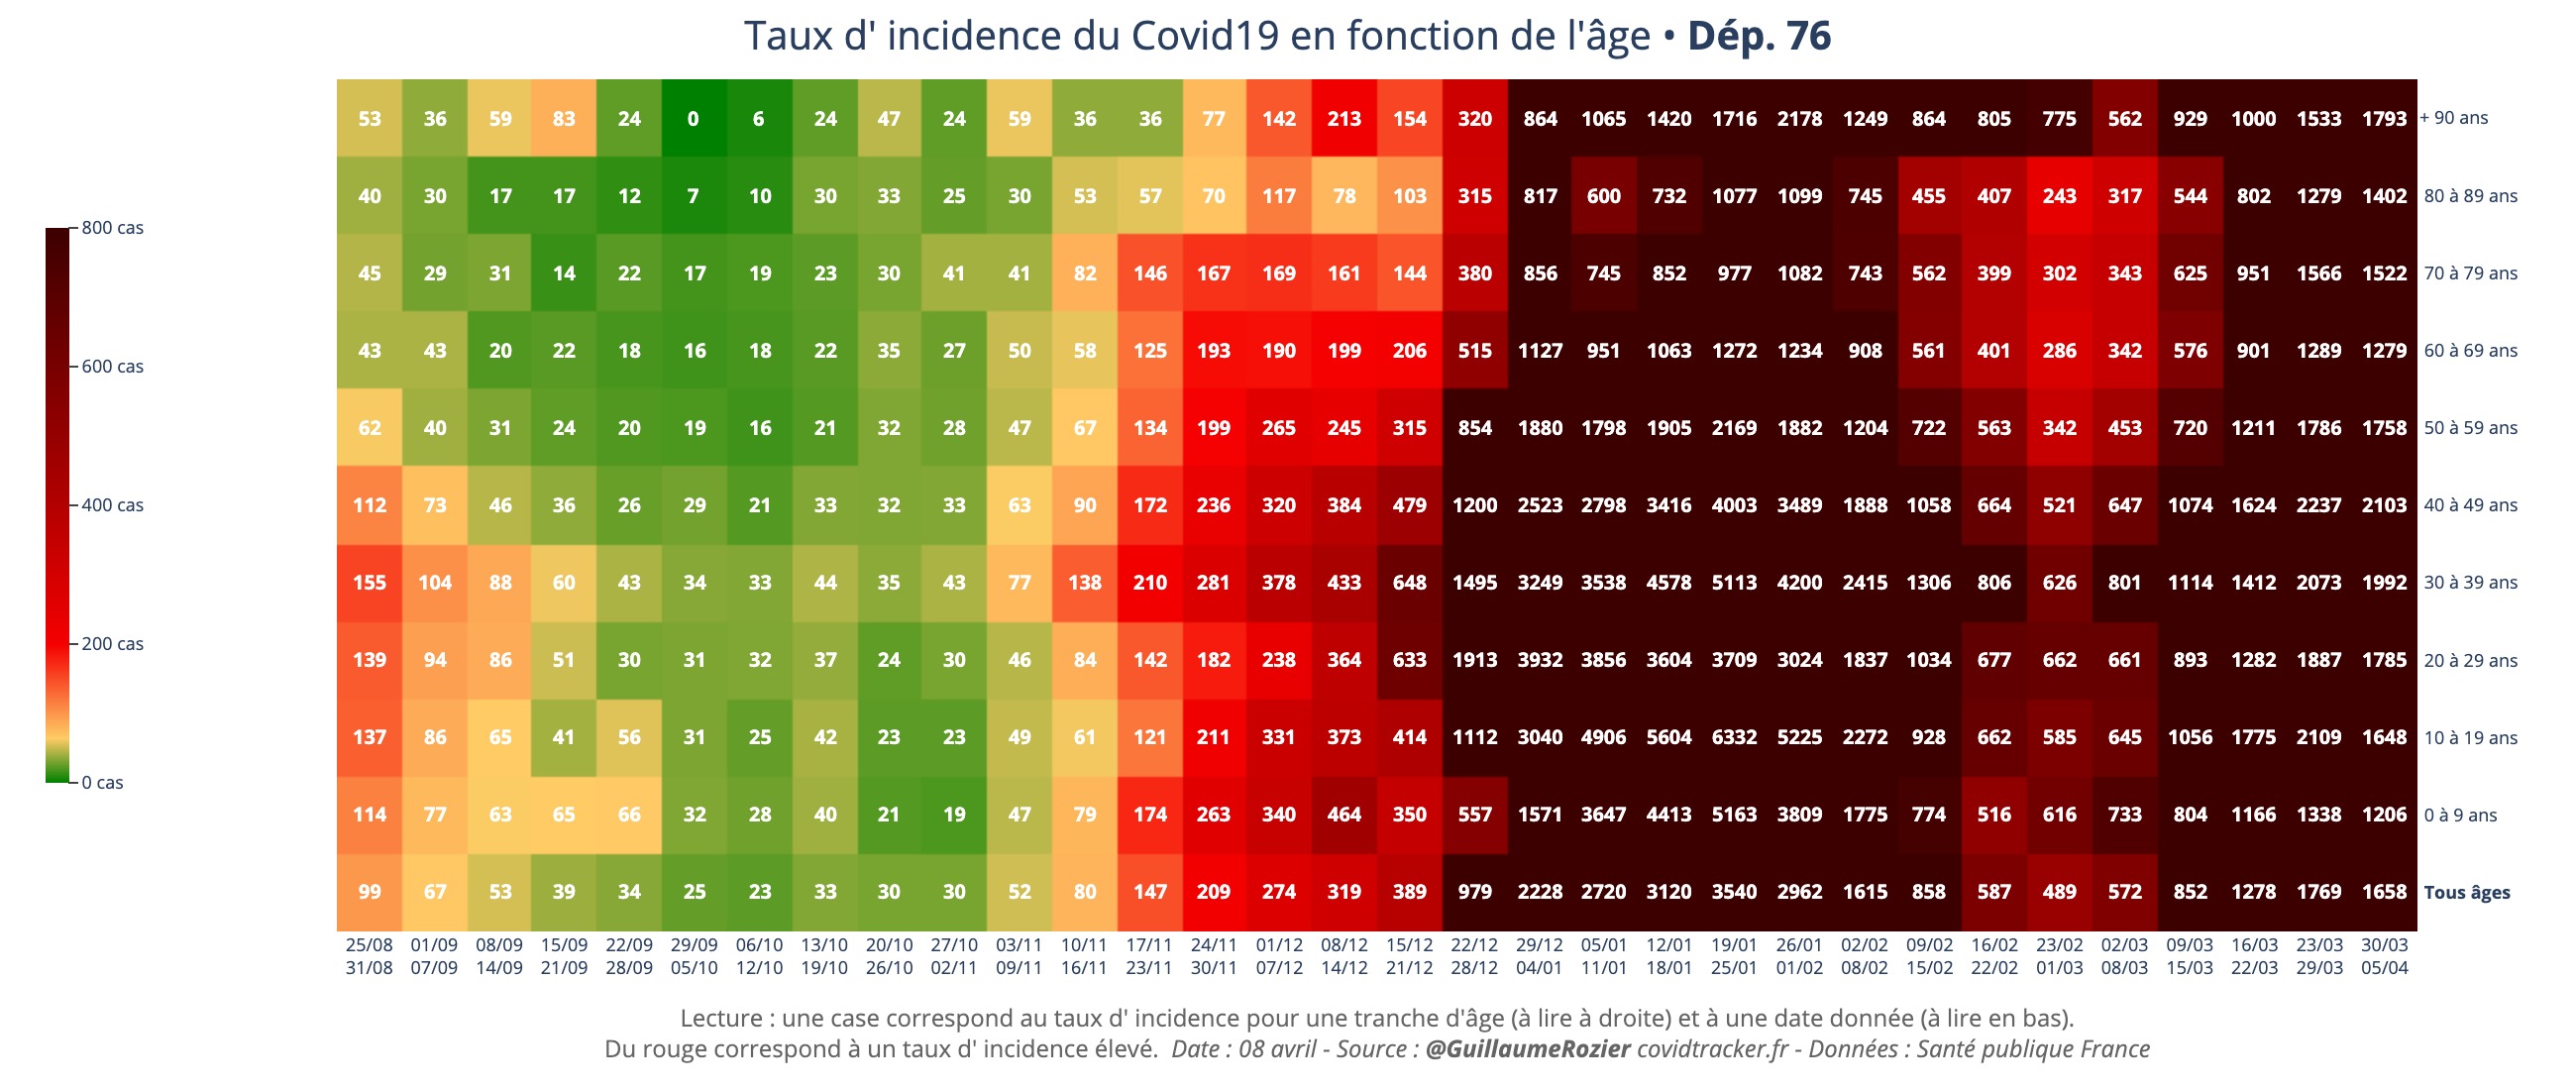 Taux d' incidence du Covid19 en fonction de l'âge • Dép. 76
53 36 59 83 24 0 6 24 47 24 59 36 36 77 142 213 154 320 864 1065 1420 1716 2178 1249 864 805 775 562 929 1000 1533 1793 + 90 ans
40 30 17 17 12 7 10 30 33 25 30 53 57 70 117 78 103 315 817 600 732 1077 1099 745 455 407 243 317 544 802 1279 1402 80 à 89 ans
800 cas
45 29 31 14 22 17 19 23 30 41 41 82 146 167 169 161 144 380 856 745 852 977 1082 743 562 399 302 343 625 951 1566 1522 70 à 79 ans
43 43 20 22 18 16 18 22 35 27 50 58 125 193 190 199 206 515 1127 951 1063 1272 1234 908 561 401 286 342 576 901 1289 1279 60 à 69 ans
600 cas
62 40 31 24 20 19 16 21 32 28 47 67 134 199 265 245 315 854 1880 1798 1905 2169 1882 1204 722 563 342 453 720 1211 1786 1758 50 à 59 ans
400 cas
112 73 46 36 26 29 21 33 32 33 63 90 172 236 320 384 479 1200 2523 2798 3416 4003 3489 1888 1058 664 521 647 1074 1624 2237 2103 40 à 49 ans
155 104 88 60 43 34 33 44 35 43 77 138 210 281 378 433 648 1495 3249 3538 4578 5113 4200 2415 1306 806 626 801 1114 1412 2073 1992 30 à 39 ans
200 cas
139 94 86 51 30 31 32 37 24 30 46 84 142 182 238 364 633 1913 3932 3856 3604 3709 3024 1837 1034 677 662 661 893 1282 1887 1785 20 à 29 ans
137 86 65 41 56 31 25 42 23 23 49 61 121 211 331 373 414 1112 3040 4906 5604 6332 5225 2272 928 662 585 645 1056 1775 2109 1648 10 à 19 ans
0 cas
114 77 63 65 66 32 28 40 21 19 47 79 174 263 340 464 350 557 1571 3647 4413 5163 3809 1775 774 516 616 733 804 1166 1338 1206 0 à 9 ans
99 67 53 39 34 25 23 33 30 30 52 80 147 209 274 319 389 979 2228 2720 3120 3540 2962 1615 858 587 489 572 852 1278 1769 1658 Tous âges
25/08 01/09 08/09 15/09 22/09 29/09 06/10 13/10 20/10 27/10 03/11 10/11 17/11 24/11 01/12 08/12 15/12 22/12 29/12 05/01 12/01 19/01 26/01 02/02 09/02 16/02 23/02 02/03 09/03 16/03 23/03 30/03
31/08 07/09 14/09 21/09 28/09 05/10 12/10 19/10 26/10 02/11 09/11 16/11 23/11 30/11 07/12 14/12 21/12 28/12 04/01 11/01 18/01 25/01 01/02 08/02 15/02 22/02 01/03 08/03 15/03 22/03 29/03 05/04
Lecture : une case correspond au taux d' incidence pour une tranche d'âge (à lire à droite) et à une date donnée (à lire en bas).
Du rouge correspond à un taux d' incidence élevé. Date : 08 avril - Source : @GuillaumeRozier covidtracker.fr - Données : Santé publique France